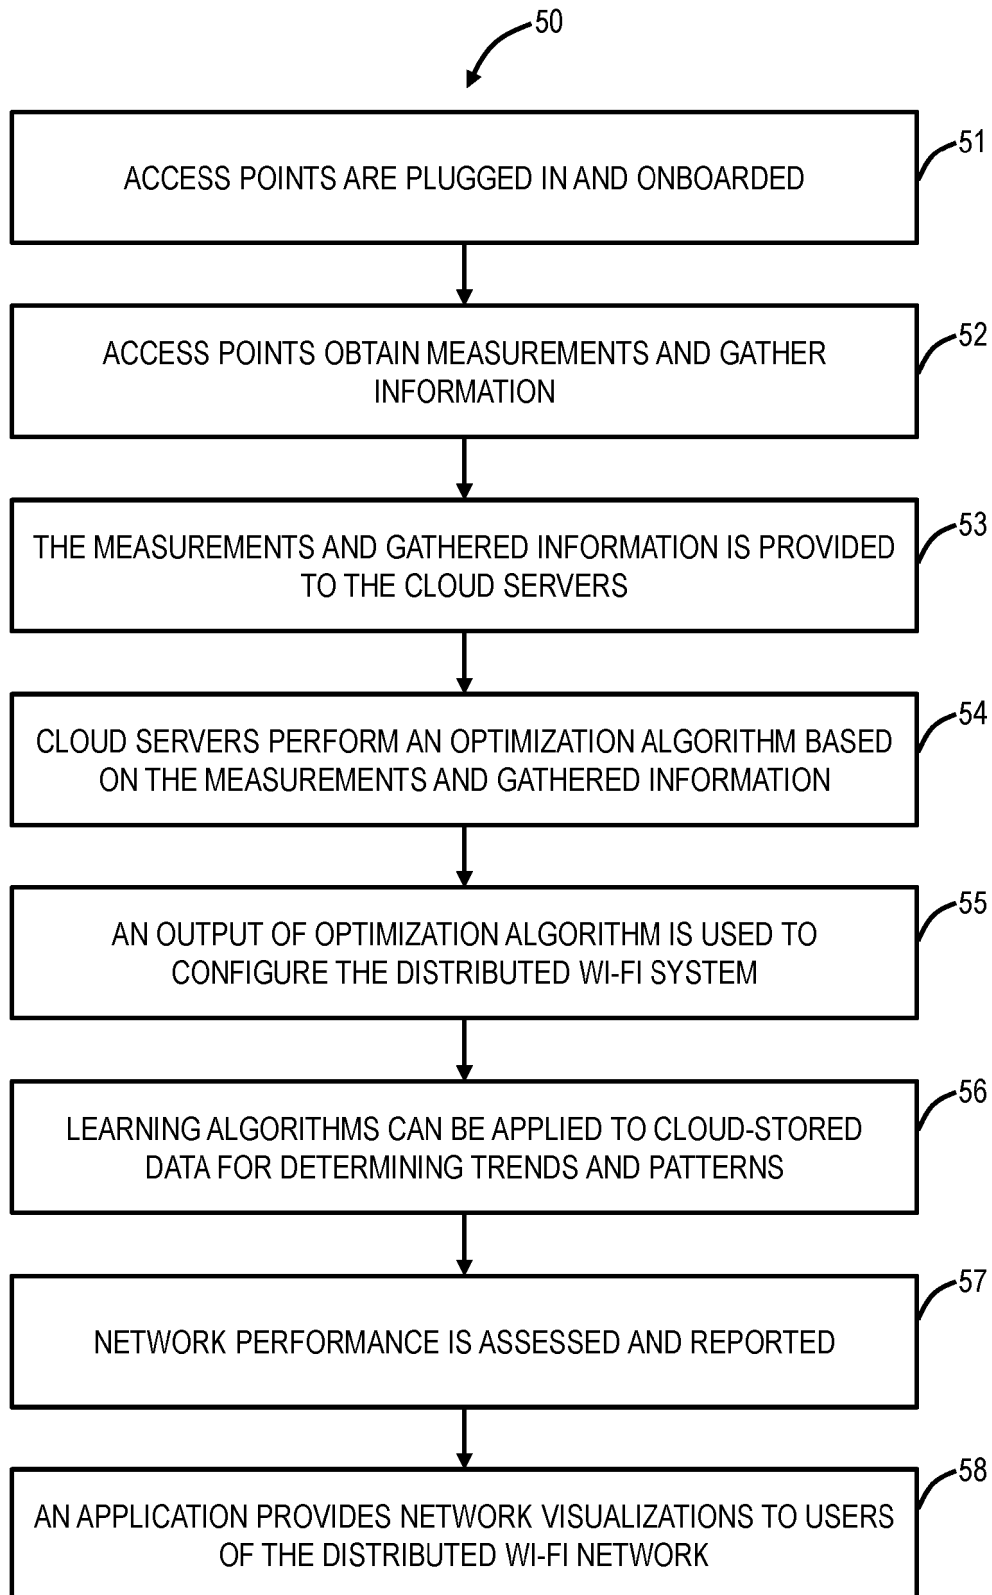 50
51
ACCESS POINTS ARE PLUGGED IN AND ONBOARDED
52
ACCESS POINTS OBTAIN MEASUREMENTS AND GATHER
INFORMATION
53
THE MEASUREMENTS AND GATHERED INFORMATION IS PROVIDED
TO THE CLOUD SERVERS
54
CLOUD SERVERS PERFORM AN OPTIMIZATION ALGORITHM BASED
ON THE MEASUREMENTS AND GATHERED INFORMATION
55
AN OUTPUT OF OPTIMIZATION ALGORITHM IS USED TO
CONFIGURE THE DISTRIBUTED WI-FI SYSTEM
56
LEARNING ALGORITHMS CAN BE APPLIED TO CLOUD-STORED
DATA FOR DETERMINING TRENDS AND PATTERNS
57
NETWORK PERFORMANCE IS ASSESSED AND REPORTED
58
AN APPLICATION PROVIDES NETWORK VISUALIZATIONS TO USERS
OF THE DISTRIBUTED WI-FI NETWORK